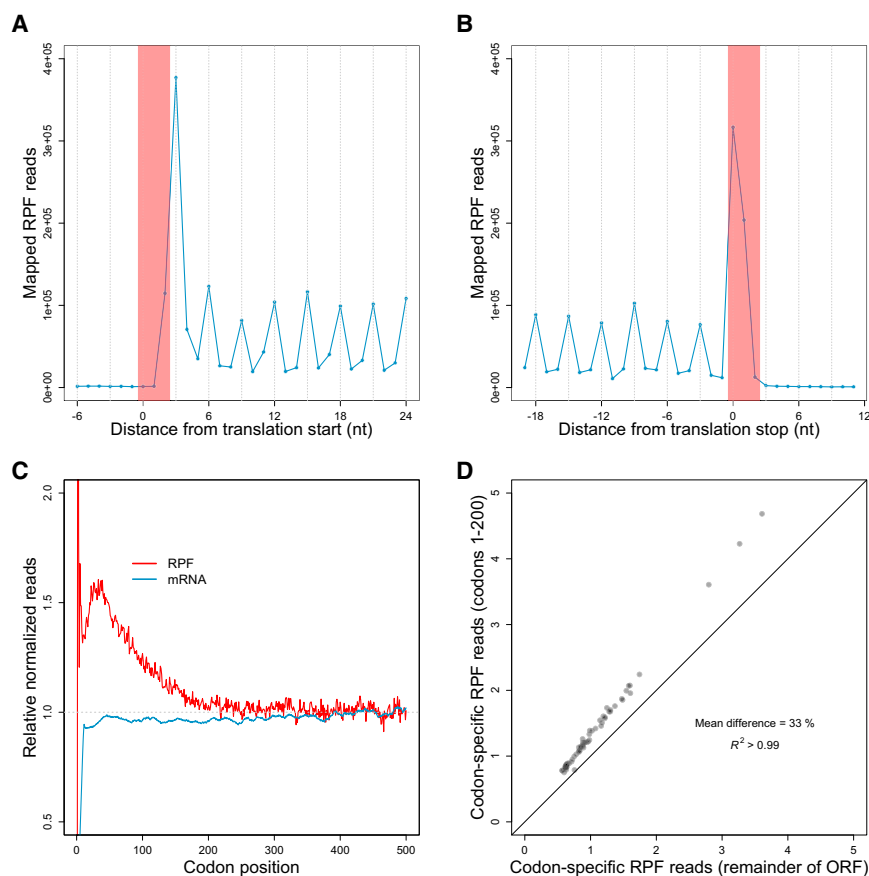 A
Mapped RPF reads
0e+00
1e+05
2e+05
3e+05
4e+05
-6
0
6
12
18
24
Distance from translation start (nt)
B
Mapped RPF reads
0e+00
1e+05
2e+05
3e+05
4e+05
-18
-12
-6
0
6
12
Distance from translation stop (nt)
C
Relative normalized reads
0.5
1.0
1.5
2.0
RPF
mRNA
0
100
200
300
400
500
Codon position
D
Codon-specific RPF reads (codons 1-200)
0
1
2
3
4
5
Mean difference = 33 %
R² > 0.99
0
1
2
3
4
5
Codon-specific RPF reads (remainder of ORF)